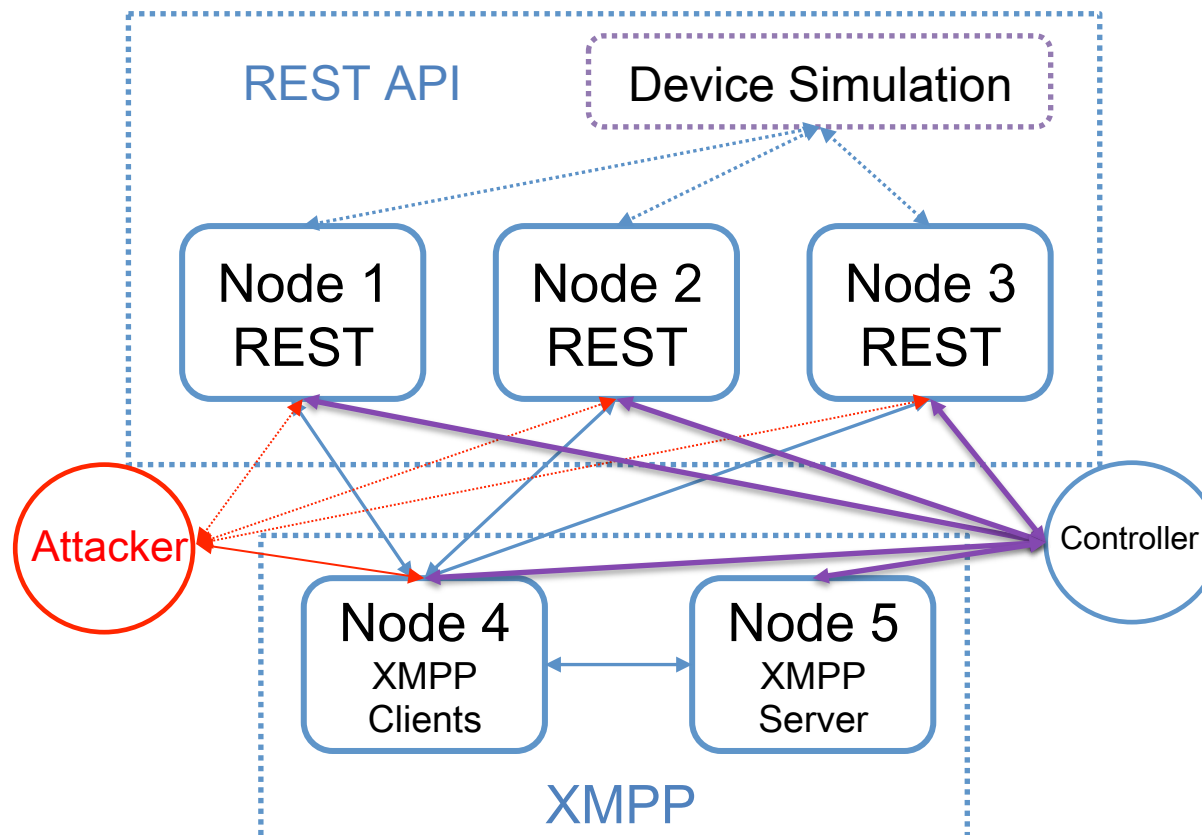 REST API
Device Simulation
Node 1
REST
Node 2
REST
Node 3
REST
Attacker
Controller
Node 4
XMPP
Clients
Node 5
XMPP
Server
XMPP